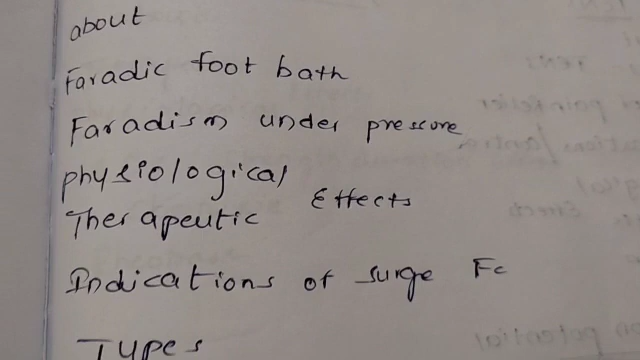 about
Faradic foot bath
Faradism under pressure
physiological
Therapeutic Effects
Indications of surge Fc
Types